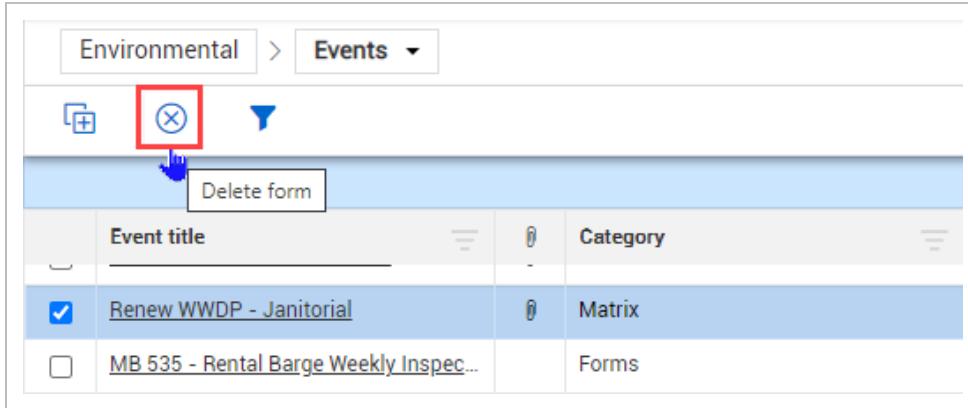 Environmental > Events
Delete form
Event title Category
Renew WWDP - Janitorial Matrix
MB 535 - Rental Barge Weekly Inspec... Forms